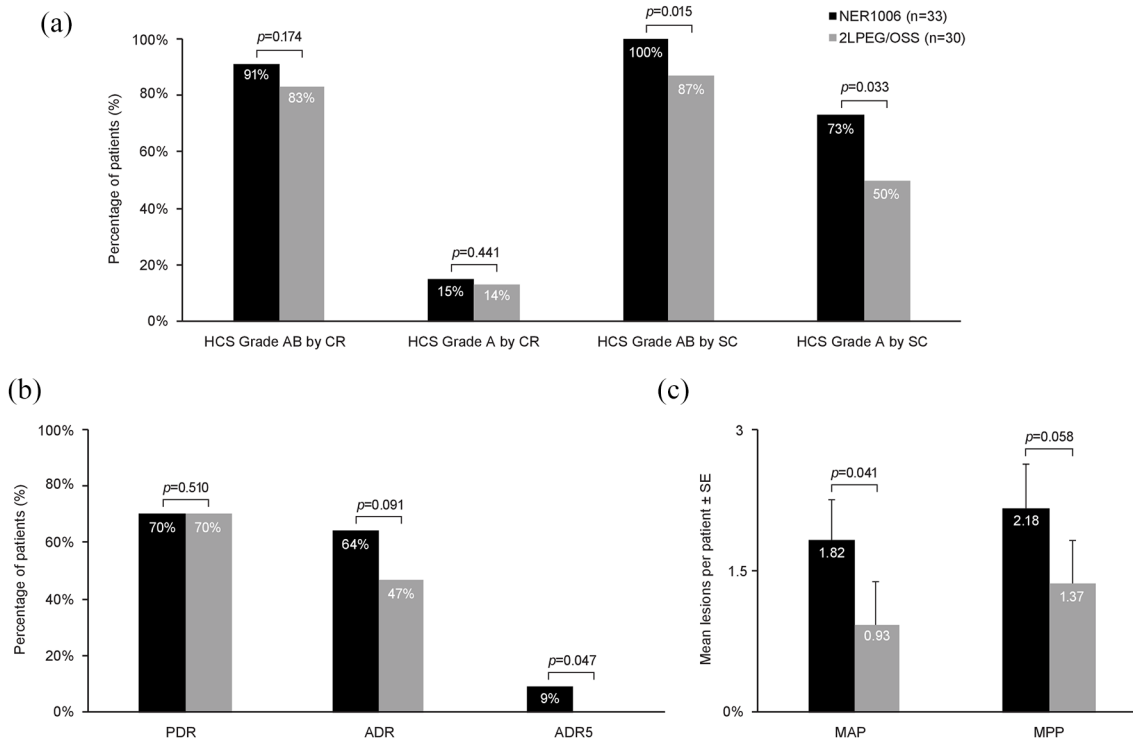 (a)
NER1006 (n=33)
2LPEG/OSS (n=30)
Percentage of patients (%)
100%
80%
60%
40%
20%
0%
p=0.174
91%
83%
p=0.441
15%
14%
p=0.015
100%
87%
p=0.033
73%
50%
HCS Grade AB by CR
HCS Grade A by CR
HCS Grade AB by SC
HCS Grade A by SC
(b)
Percentage of patients (%)
100%
80%
60%
40%
20%
0%
p=0.510
70%
70%
p=0.091
64%
47%
p=0.047
9%
PDR
ADR
ADR5
(c)
Mean lesions per patient ± SE
3
1.5
0%
p=0.041
1.82
0.93
p=0.058
2.18
1.37
MAP
MPP